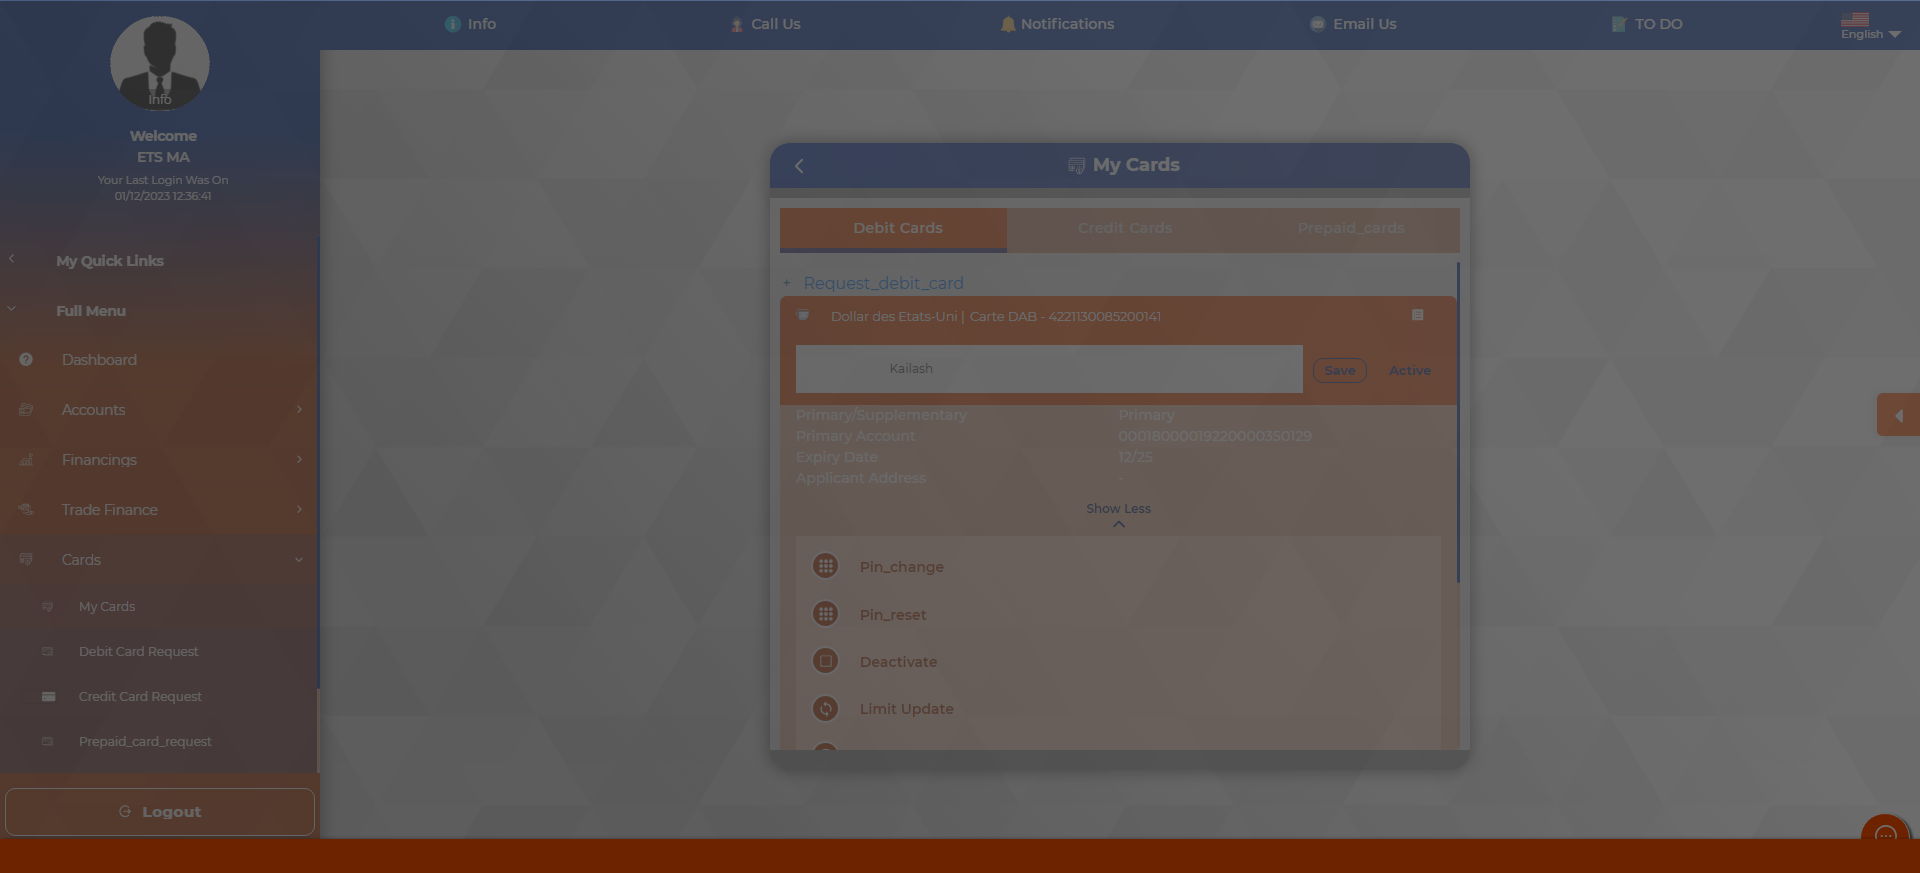 Info
Call Us
Notifications
Email Us
TO DO
English
Info
Welcome
ETS MA
Your Last Login Was On
01/12/2023 12:36:41
My Quick Links
Full Menu
Dashboard
Accounts
Financings
Trade Finance
Cards
My Cards
Debit Card Request
Credit Card Request
Prepaid_card_request
Logout
My Cards
Debit Cards
Credit Cards
Prepaid_cards
+ Request_debit_card
Dollar des Etats-Uni | Carte DAB - 4221130085200141
Kailash
Save
Active
Primary/Supplementary Primary
Primary Account 00018000019220000350129
Expiry Date 12/25
Applicant Address -
Show Less
Pin_change
Pin_reset
Deactivate
Limit Update